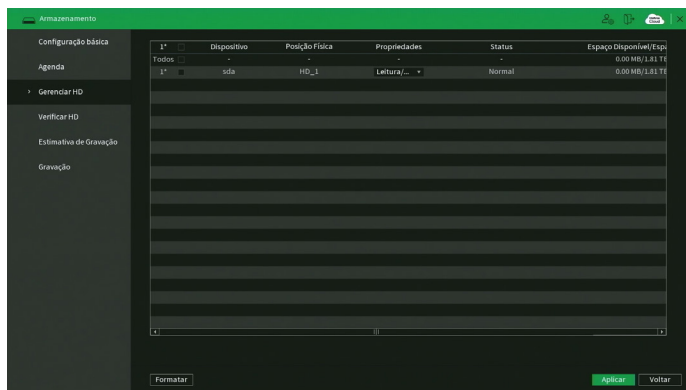 Armazenamento
Configuração básica
Agenda
Gerenciar HD
Verificar HD
Estimativa de Gravação
Gravação
1* Dispositivo Posição Física Propriedades Status Espaço Disponível/Espa
Todos - - - - 0.00 MB/1.81 TB
1* sda HD_1 Leitura/... Normal 0.00 MB/1.81 TB
Formatar
Aplicar Voltar